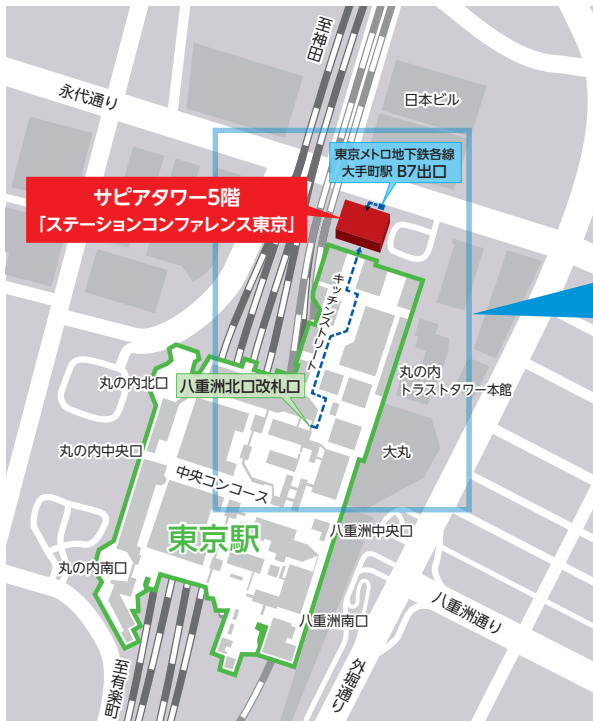 至神田
永代通り
日本ビル
東京メトロ地下鉄各線
大手町駅 B7出口
サピアタワー5階
「ステーションコンファレンス東京」
キッチンストリート
丸の内
トラストタワー本館
丸の内北口
八重洲北口改札口
丸の内中央口
大丸
中央コンコース
東京駅
八重洲中央口
丸の内南口
八重洲通り
八重洲南口
外堀通り
至有楽町